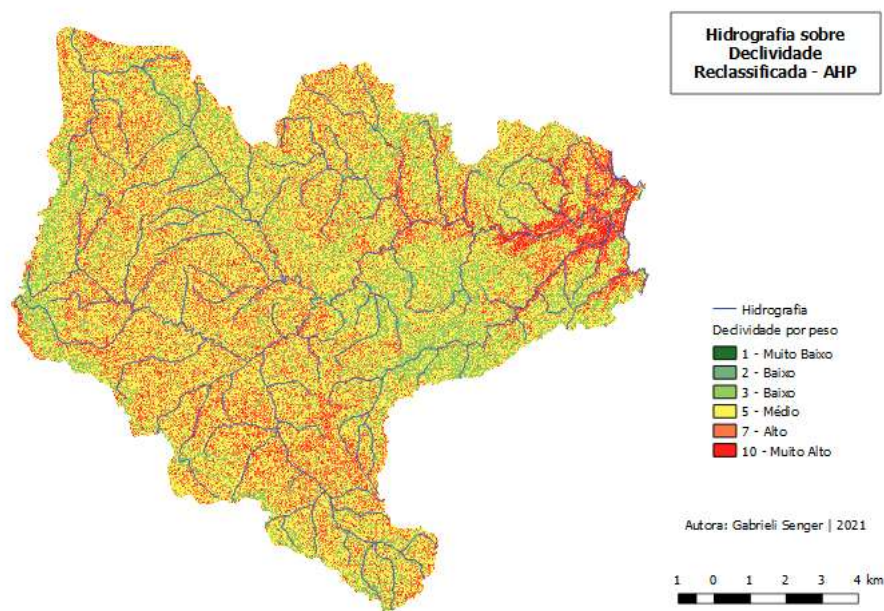 Hidrografia sobre
Declividade
Reclassificada - AHP
Hidrografia
Declividade por peso
1 - Muito Baixo
2 - Baixo
3 - Baixo
5 - Médio
7 - Alto
10 - Muito Alto
Autora: Gabrieli Senger | 2021
1 0 1 2 3 4 km